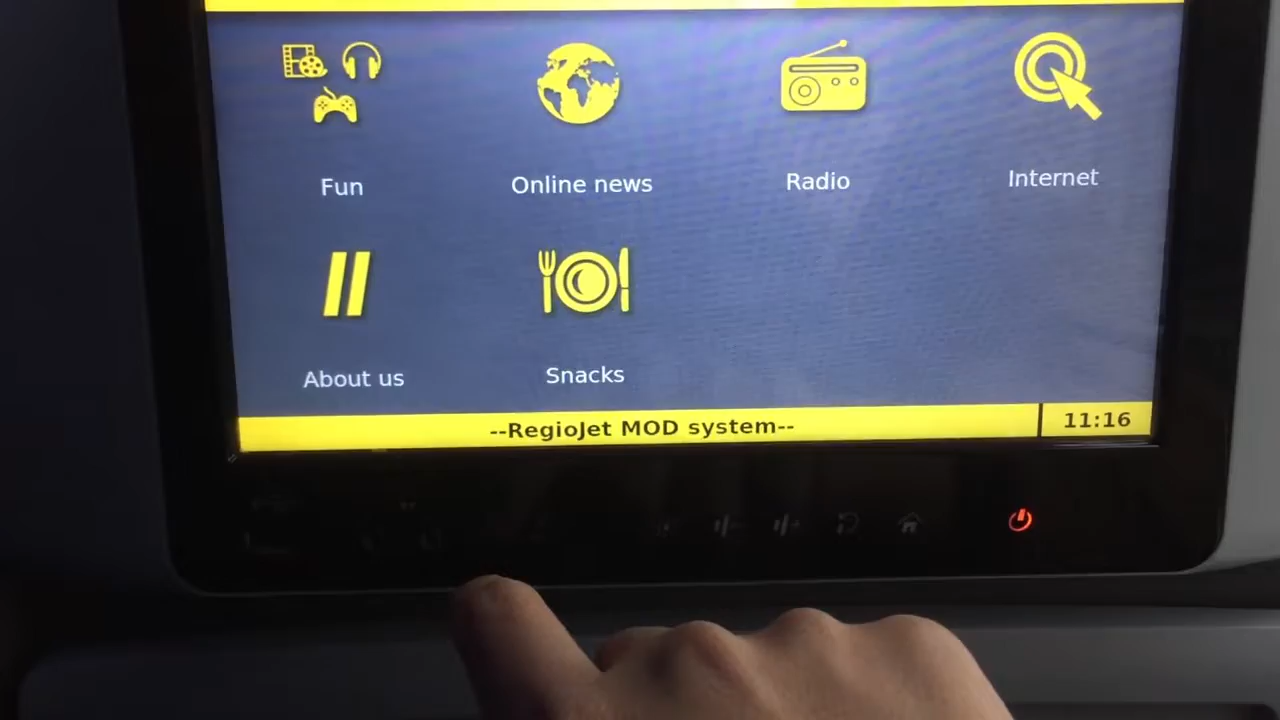 Fun
Online news
Radio
Internet
About us
Snacks
--RegioJet MOD system--
11:16